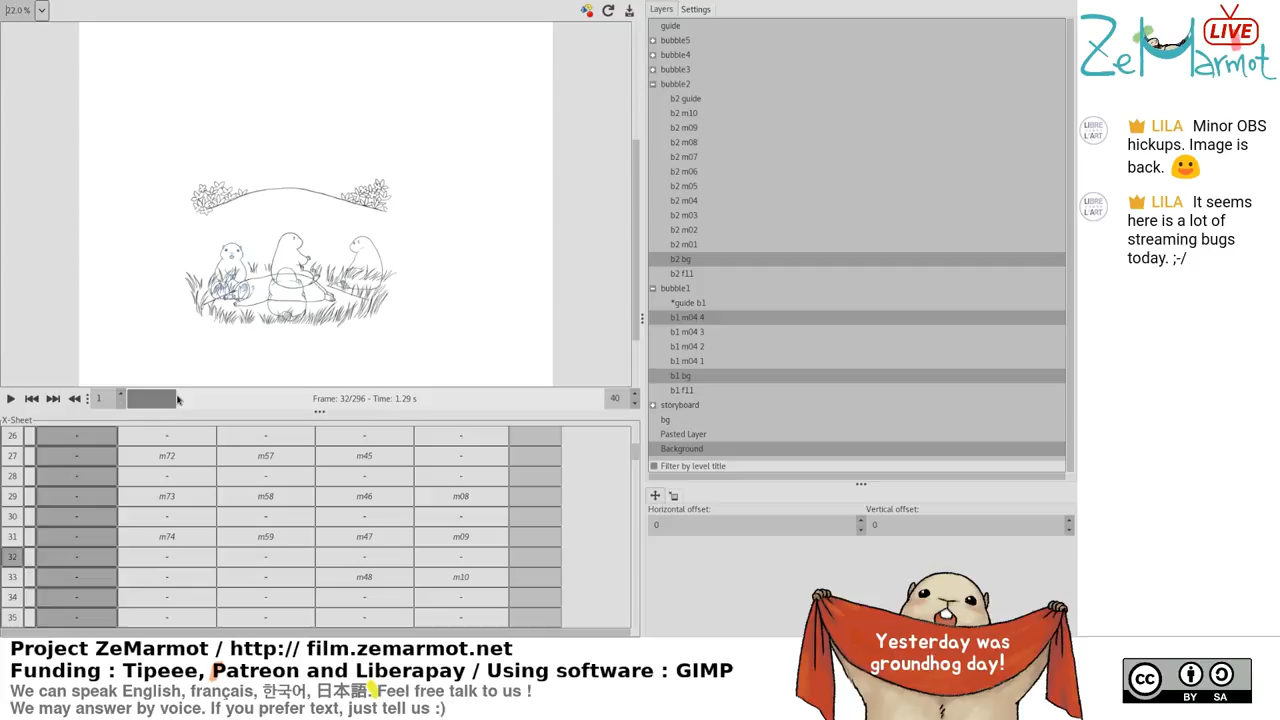 22.0 %
Layers Settings
guide
bubble5
bubble4
bubble3
bubble2
b2 guide
b2 m10
b2 m09
b2 m08
b2 m07
b2 m06
b2 m05
b2 m04
b2 m03
b2 m02
b2 m01
b2 bg
b2 f11
bubble1
*guide b1
b1 m04 4
b1 m04 3
b1 m04 2
b1 m04 1
b1 bg
b1 f11
storyboard
bg
Pasted Layer
Background
Filter by level title
Horizontal offset: Vertical offset:
0 0
1 Frame: 32/296 - Time: 1.29 s 40
X-Sheet
26 - - - - -
27 - m72 m57 m45 -
28 - - - - -
29 - m73 m58 m46 m08
30 - - - - -
31 - m74 m59 m47 m09
32 - - - - -
33 - - - m48 m10
34 - - - - -
35 - - - - -
ZeMarmot
LIVE
LIBRE
L'ART
LILA Minor OBS
hickups. Image is
back.
LIBRE
L'ART
LILA It seems
here is a lot of
streaming bugs
today. ;-/
Yesterday was
groundhog day!
Project ZeMarmot / http:// film.zemarmot.net
Funding : Tipeee, Patreon and Liberapay / Using software : GIMP
We can speak English, français, 한국어, 日本語. Feel free talk to us !
We may answer by voice. If you prefer text, just tell us :)
cc
BY SA